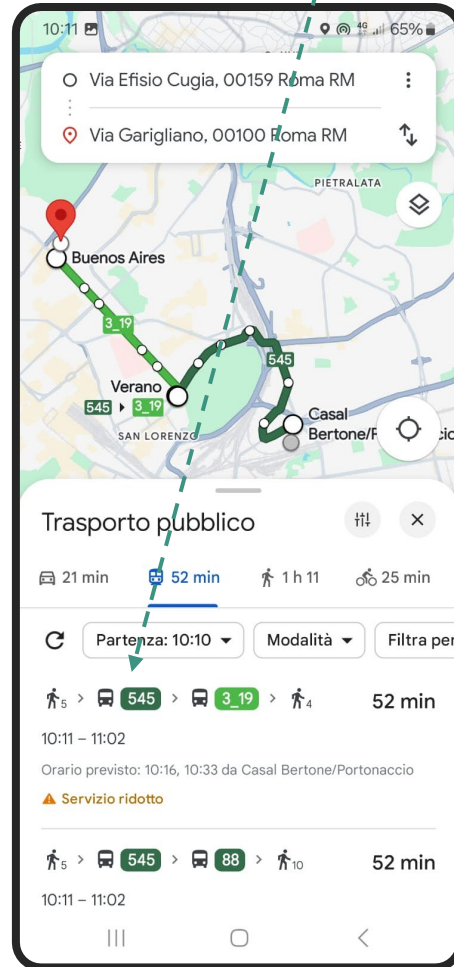 10:11 4G 65%
Via Efisio Cugia, 00159 Roma RM
Via Garigliano, 00100 Roma RM
PIETRALATA
Buenos Aires
3_19
545
Verano
545 3_19
Casal
Bertone/
SAN LORENZO
Trasporto pubblico
21 min 52 min 1 h 11 25 min
Partenza: 10:10 Modalità Filtra per
5 > 545 > 3_19 > 4 52 min
10:11 – 11:02
Orario previsto: 10:16, 10:33 da Casal Bertone/Portonaccio
Servizio ridotto
5 > 545 > 88 > 10 52 min
10:11 – 11:02